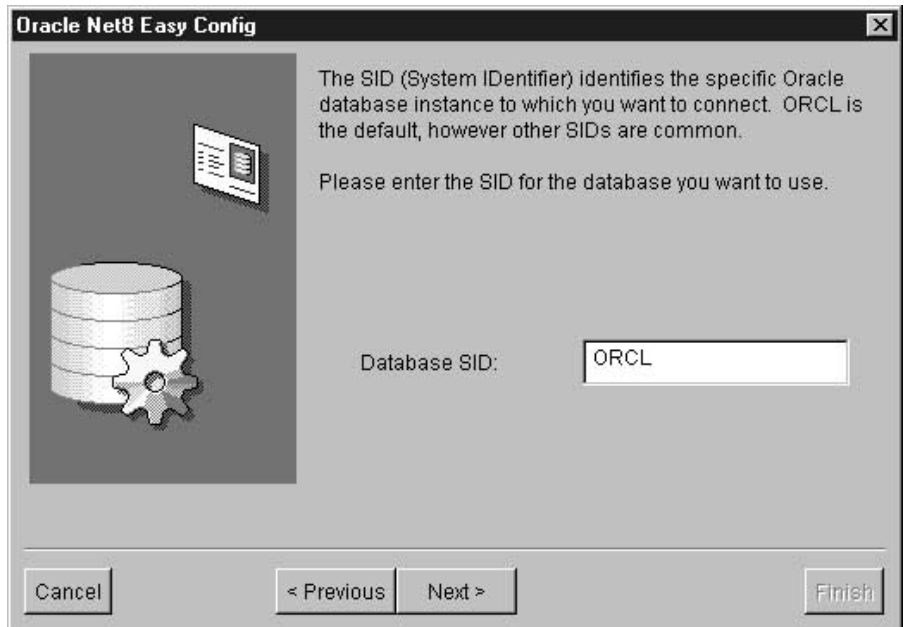 Oracle Net8 Easy Config
The SID (System IDentifier) identifies the specific Oracle
database instance to which you want to connect.  ORCL is
the default, however other SIDs are common.
Please enter the SID for the database you want to use.
Database SID:
ORCL
Cancel
< Previous
Next >
Finish